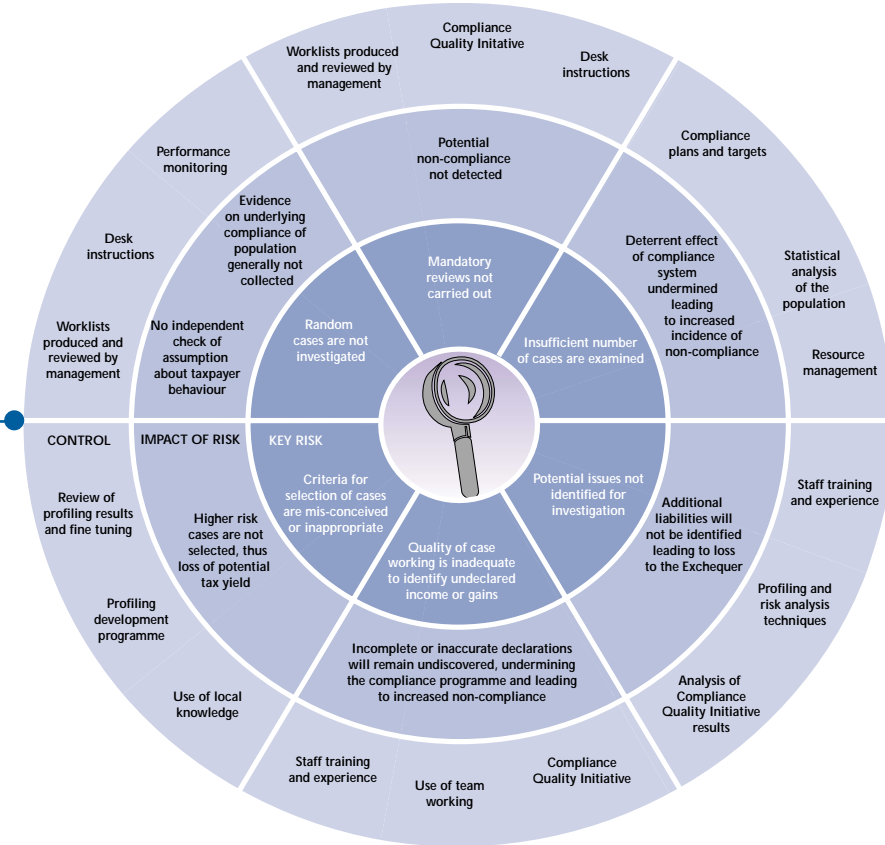 Compliance
Quality Initative
Worklists produced
and reviewed by
management
Desk
instructions
Potential
non-compliance
not detected
Mandatory
reviews not
carried out
Compliance
plans and targets
Statistical
analysis
of the
population
Resource
management
Deterrent effect
of compliance
system
undermined
leading
to increased
incidence of
non-compliance
Insufficient number
of cases are examined
Performance
monitoring
Desk
instructions
Worklists
produced and
reviewed by
management
Evidence
on underlying
compliance of
population
generally not
collected
No independent
check of
assumption
about taxpayer
behaviour
Random
cases are not
investigated
CONTROL
IMPACT OF RISK
KEY RISK
Review of
profiling results
and fine tuning
Profiling
development
programme
Use of local
knowledge
Higher risk
cases are not
selected, thus
loss of potential
tax yield
Criteria for
selection of cases
are mis-conceived
or inappropriate
Quality of case
working is inadequate
to identify undeclared
income or gains
Incomplete or inaccurate declarations
will remain undiscovered, undermining
the compliance programme and leading
to increased non-compliance
Staff training
and experience
Use of team
working
Compliance
Quality Initiative
Potential issues not
identified for
investigation
Additional
liabilities will
not be identified
leading to loss
to the Exchequer
Staff training
and experience
Profiling and
risk analysis
techniques
Analysis of
Compliance
Quality Initiative
results